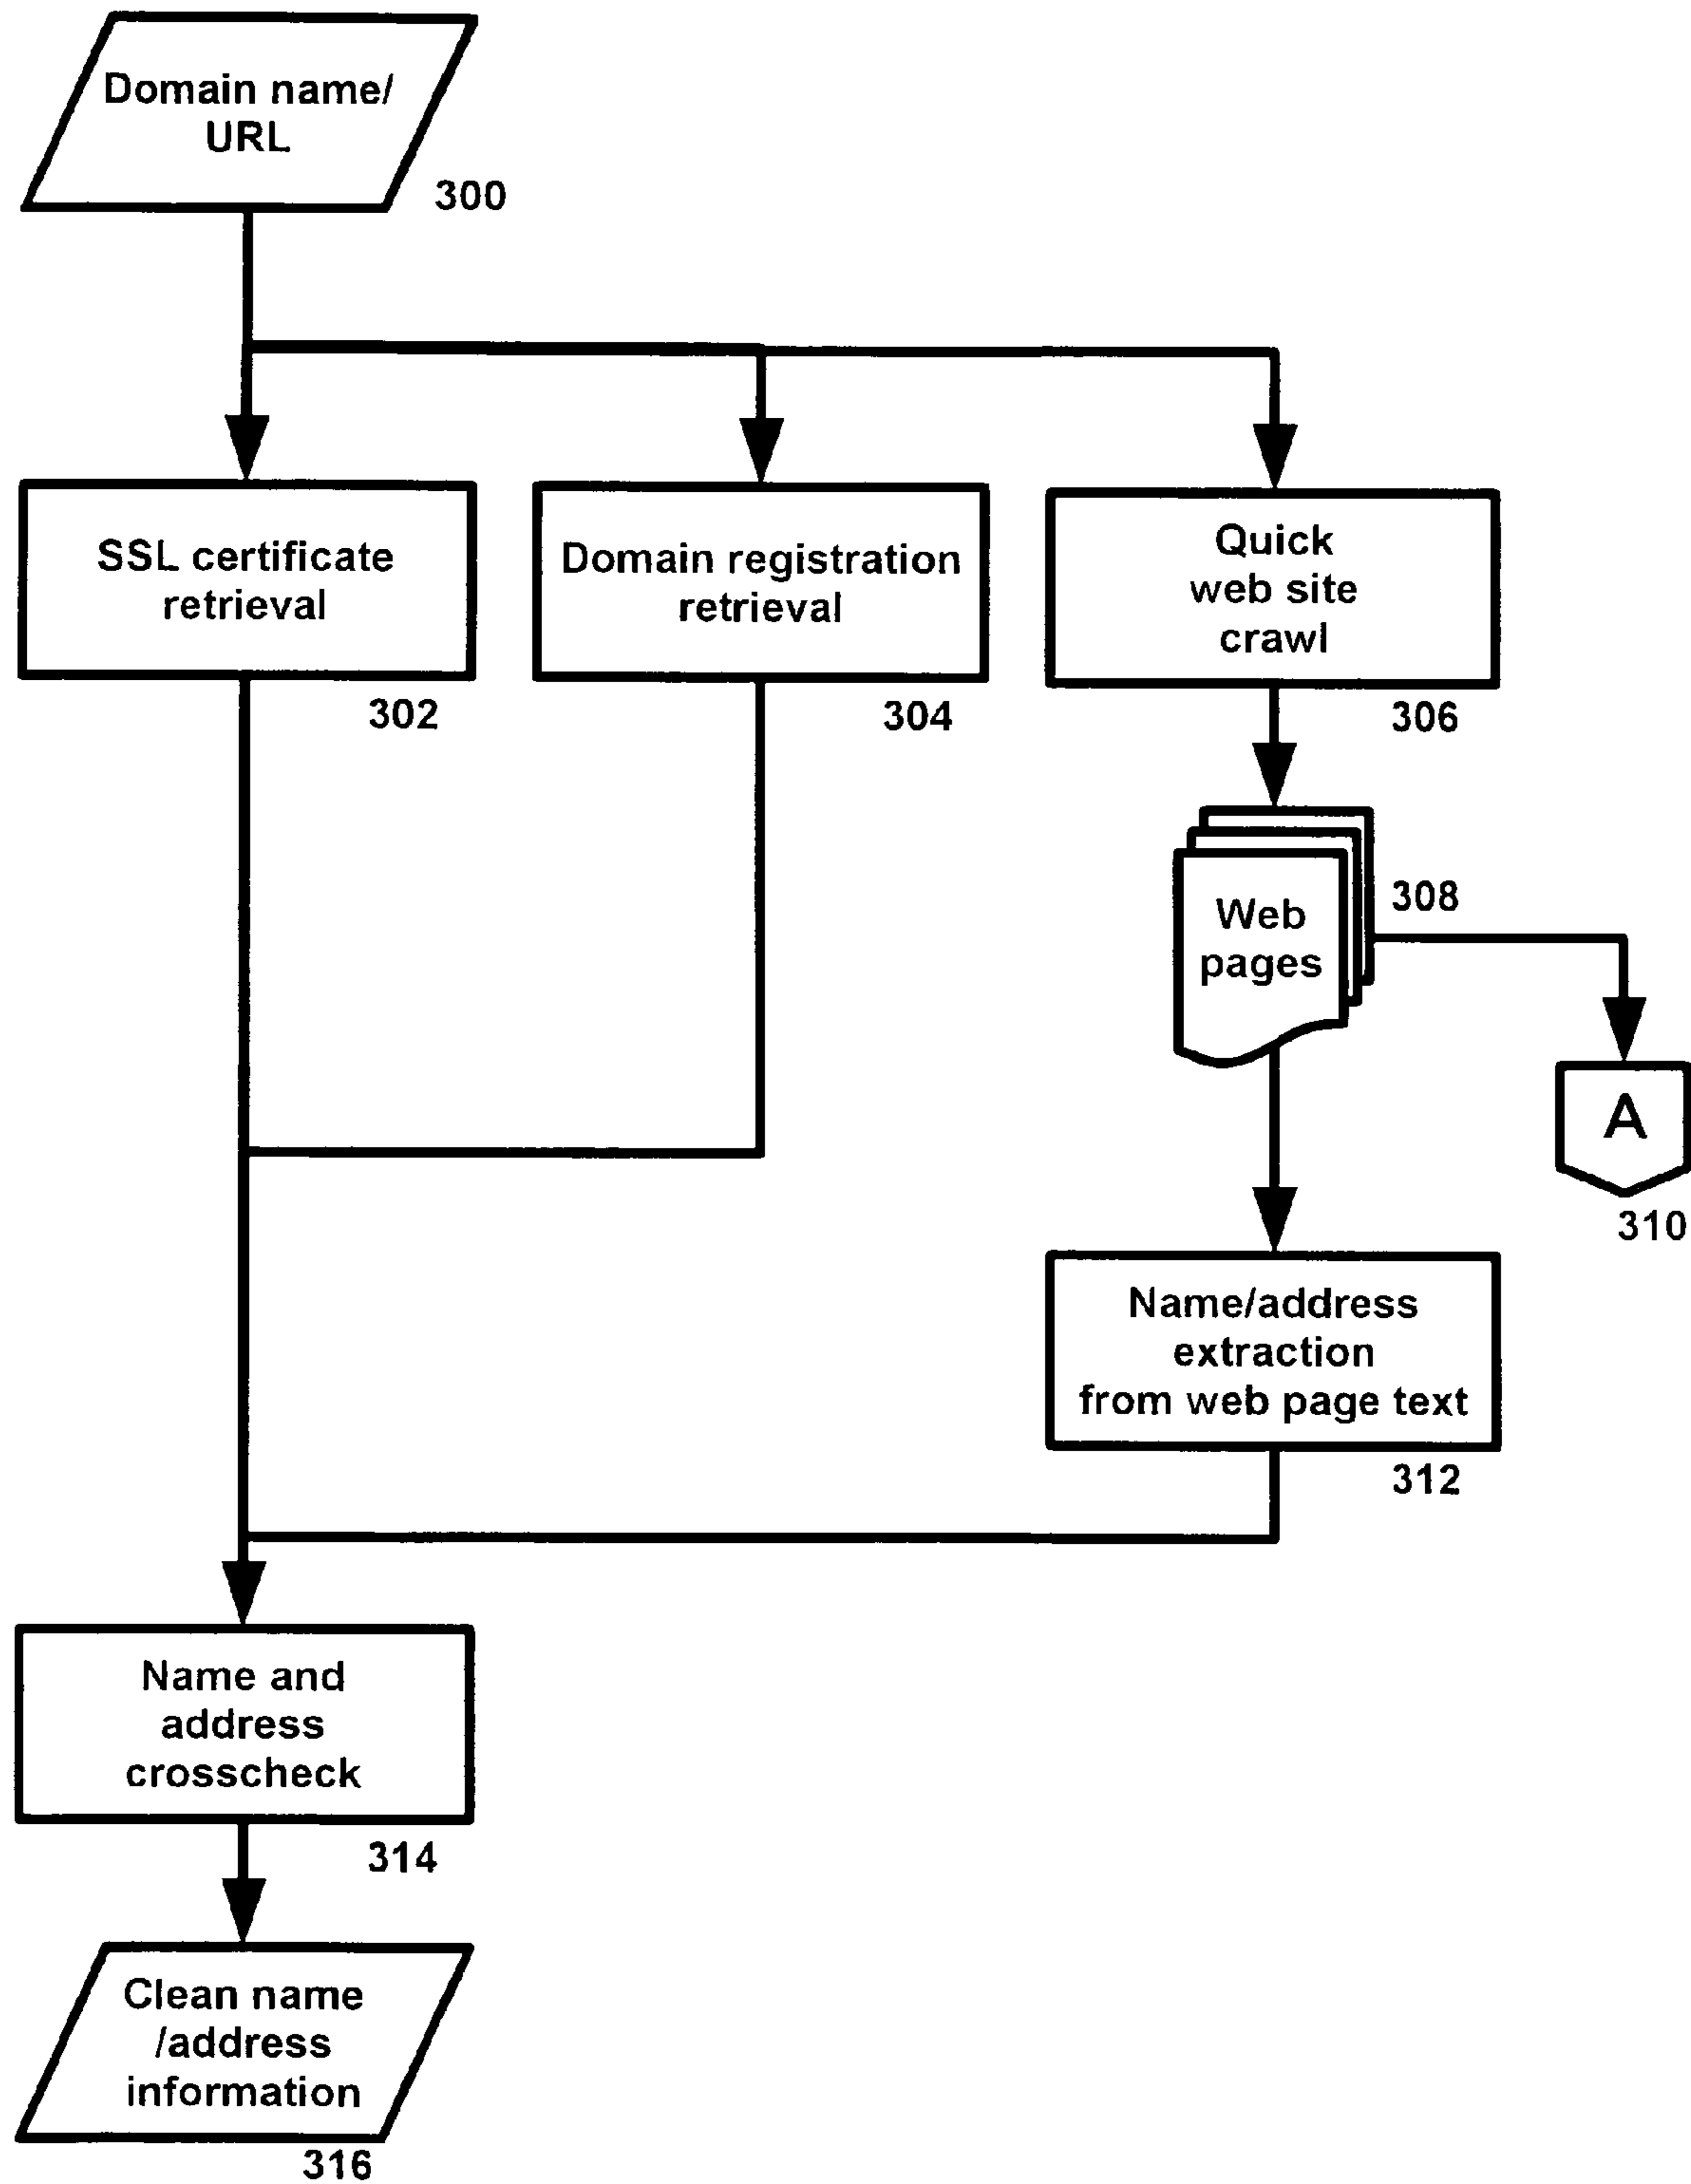 Domain name/
URL
300
SSL certificate
retrieval
302
Domain registration
retrieval
304
Quick
web site
crawl
306
Web
pages
308
A
310
Name/address
extraction
from web page text
312
Name and
address
crosscheck
314
Clean name
/address
information
316